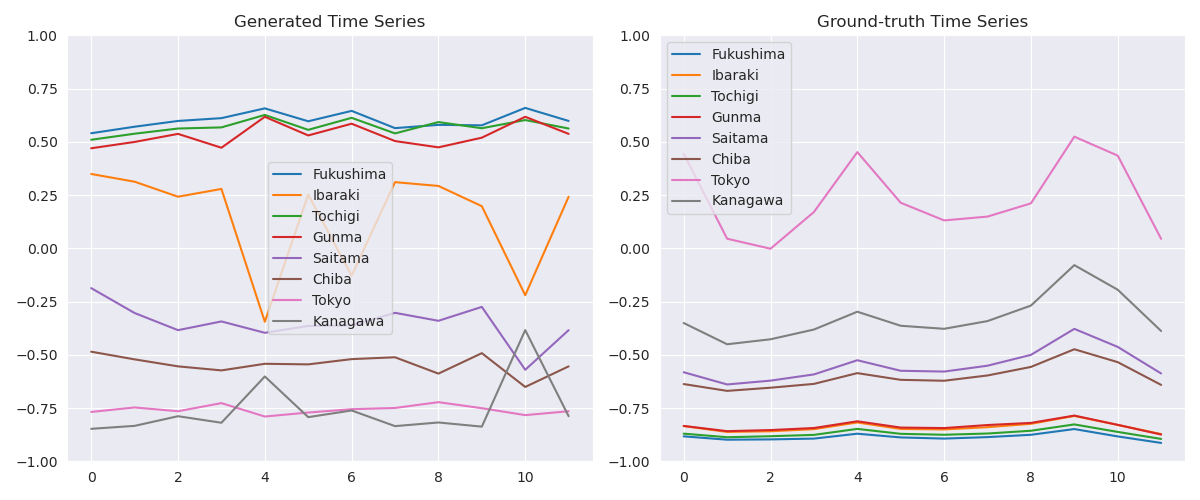 Generated Time Series
1.00
0.75
0.50
0.25
0.00
−0.25
−0.50
−0.75
−1.00
0 2 4 6 8 10
Fukushima
Ibaraki
Tochigi
Gunma
Saitama
Chiba
Tokyo
Kanagawa
Ground-truth Time Series
1.00
0.75
0.50
0.25
0.00
−0.25
−0.50
−0.75
−1.00
0 2 4 6 8 10
Fukushima
Ibaraki
Tochigi
Gunma
Saitama
Chiba
Tokyo
Kanagawa